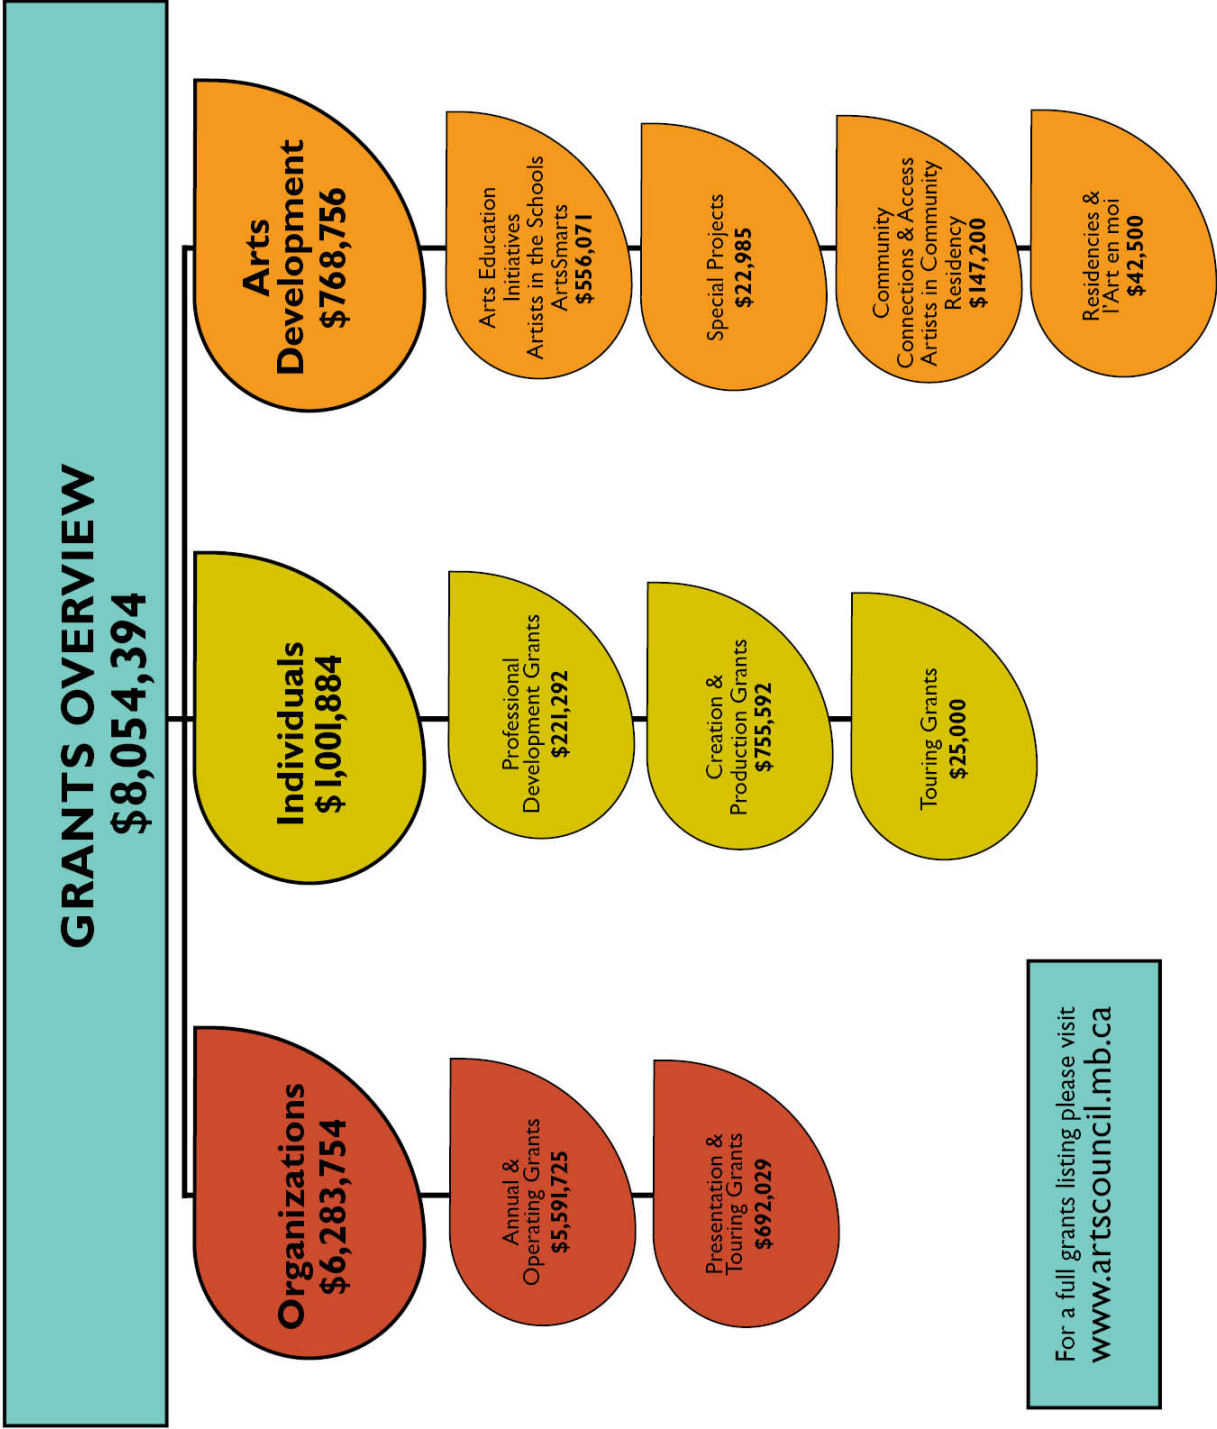 GRANTS OVERVIEW
$8,054,394
Organizations
$6,283,754
Annual &
Operating Grants
$5,591,725
Presentation &
Touring Grants
$692,029
Individuals
$1,001,884
Professional
Development Grants
$221,292
Creation &
Production Grants
$755,592
Touring Grants
$25,000
Arts
Development
$768,756
Arts Education
Initiatives
Artists in the Schools
ArtsSmarts
$556,071
Special Projects
$22,985
Community
Connections & Access
Artists in Community
Residency
$147,200
Residencies &
l'Art en moi
$42,500
For a full grants listing please visit
www.artscouncil.mb.ca